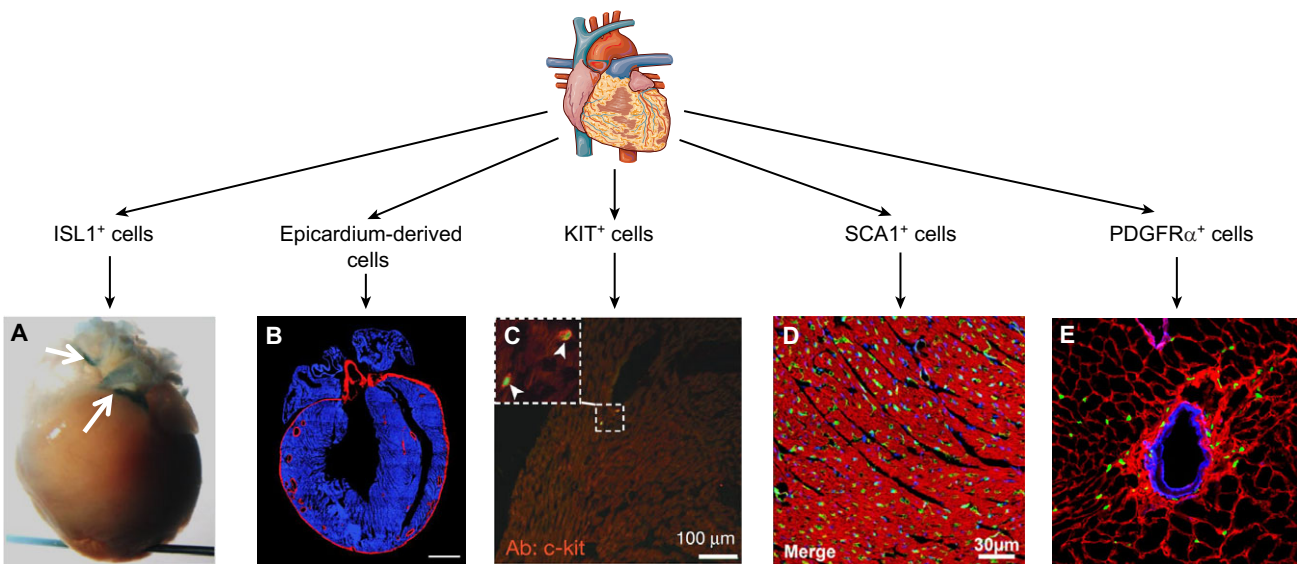 ISL1⁺ cells
Epicardium-derived
cells
KIT⁺ cells
SCA1⁺ cells
PDGFRα⁺ cells
A
B
C
D
E
Ab: c-kit
100 μm
Merge
30μm